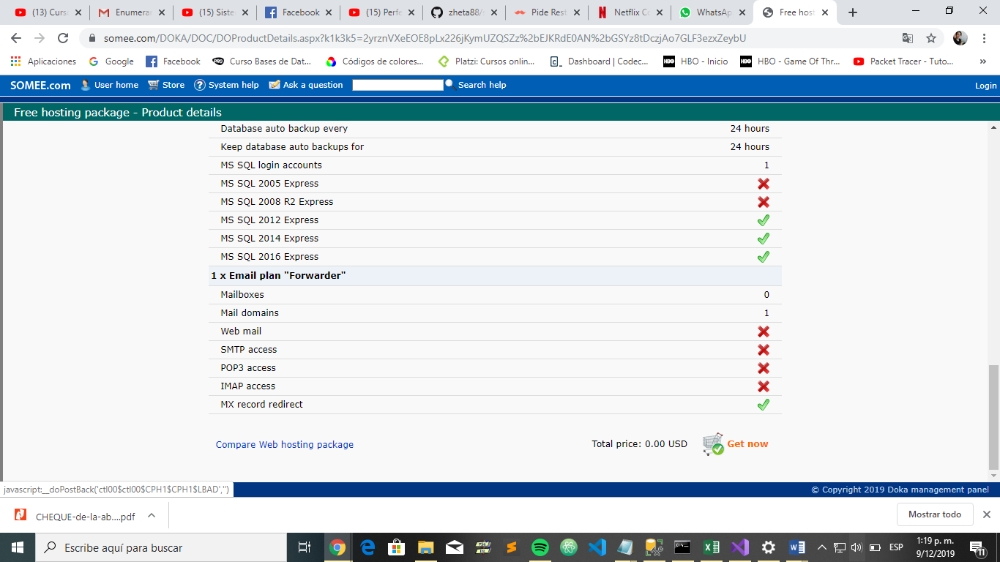 (13) Curs
Enumerar
(15) Siste
Facebook
(15) Perfe
zheta88/
Pide Rest
Netflix Co
WhatsAp
Free host
somee.com/DOKA/DOC/DOProductDetails.aspx?k1k3k5=2yrznVXeEOE8pLx226jKymUZQSZz%2bEJKRdE0AN%2bGSYz8tDczjAo7GLF3ezxZeybU
Aplicaciones
Google
Facebook
PRO
Curso Bases de Dat...
Códigos de colores...
Platzi: Cursos onlin...
Dashboard | Codec...
HBO
HBO - Inicio
HBO
HBO - Game Of Thr...
Packet Tracer - Tuto...
»
SOMEE.com
User home
Store
System help
Ask a question
Search help
Login
Free hosting package - Product details
Database auto backup every 24 hours
Keep database auto backups for 24 hours
MS SQL login accounts 1
MS SQL 2005 Express
MS SQL 2008 R2 Express
MS SQL 2012 Express
MS SQL 2014 Express
MS SQL 2016 Express
1 x Email plan "Forwarder"
Mailboxes 0
Mail domains 1
Web mail
SMTP access
POP3 access
IMAP access
MX record redirect
Compare Web hosting package
Total price: 0.00 USD
Get now
javascript:__doPostBack('ctl00$ctl00$CPH1$CPH1$LBAD','')
© Copyright 2019 Doka management panel
CHEQUE-de-la-ab....pdf
Mostrar todo
Escribe aquí para buscar
ESP
1:19 p. m.
9/12/2019
11